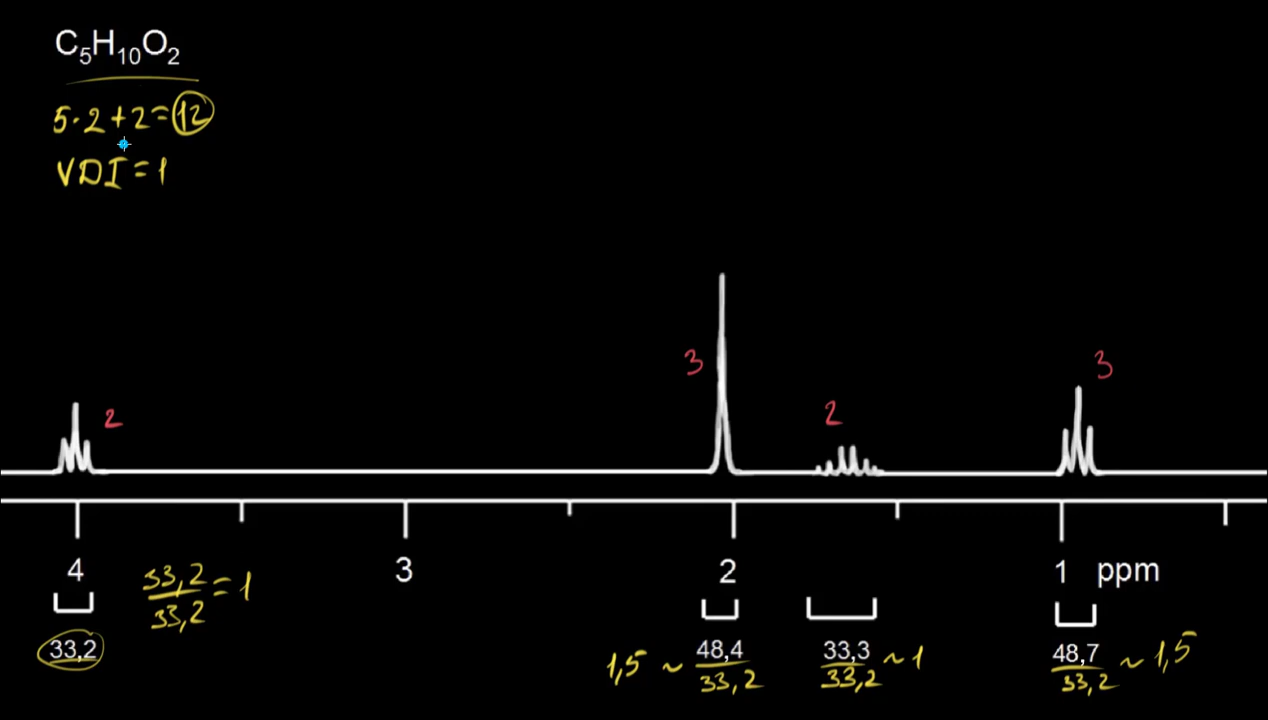 C₅H₁₀O₂
5·2+2=12
VDI=1
3
3
2
2
4 3 2 1 ppm
33,2/33,2 = 1
33,2
1,5 ~ 48,4/33,2
33,3/33,2 ~ 1
48,7/33,2 ~ 1,5